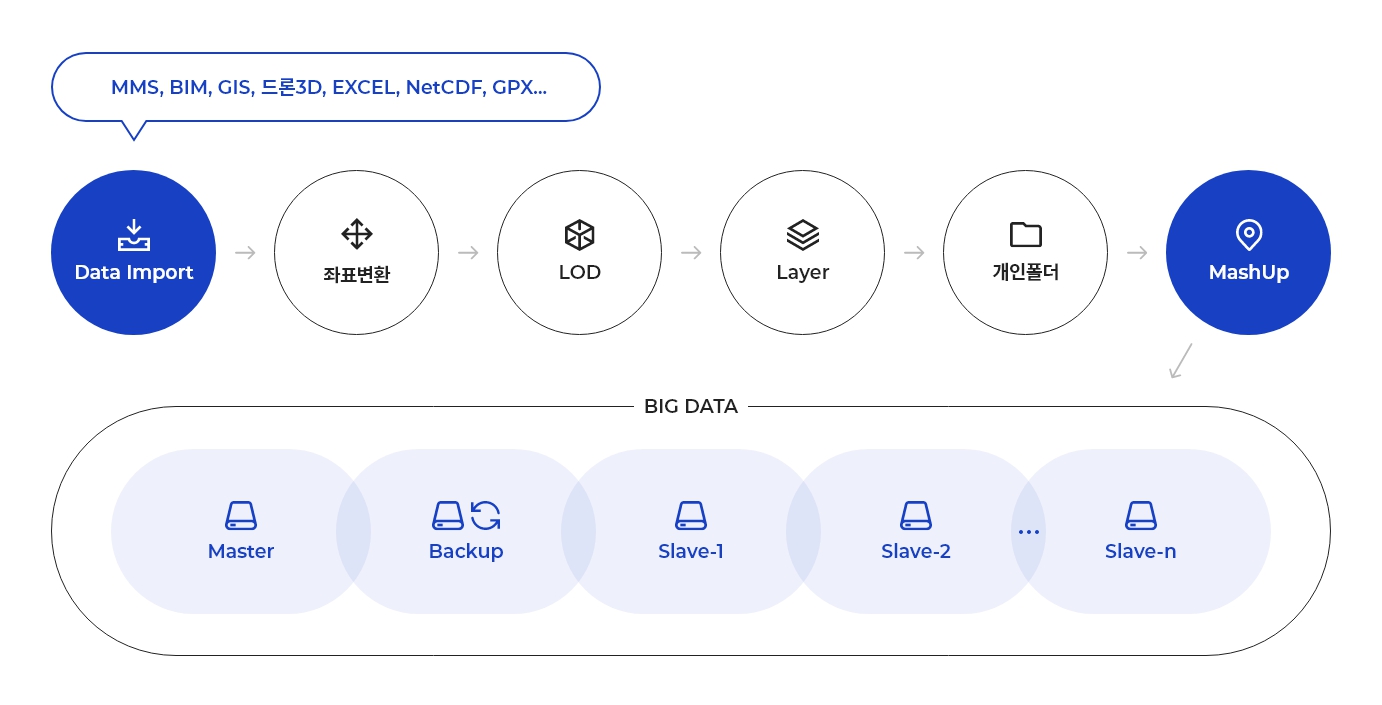 MMS, BIM, GIS, 드론3D, EXCEL, NetCDF, GPX...
Data Import
좌표변환
LOD
Layer
개인폴더
MashUp
BIG DATA
Master
Backup
Slave-1
Slave-2
...
Slave-n